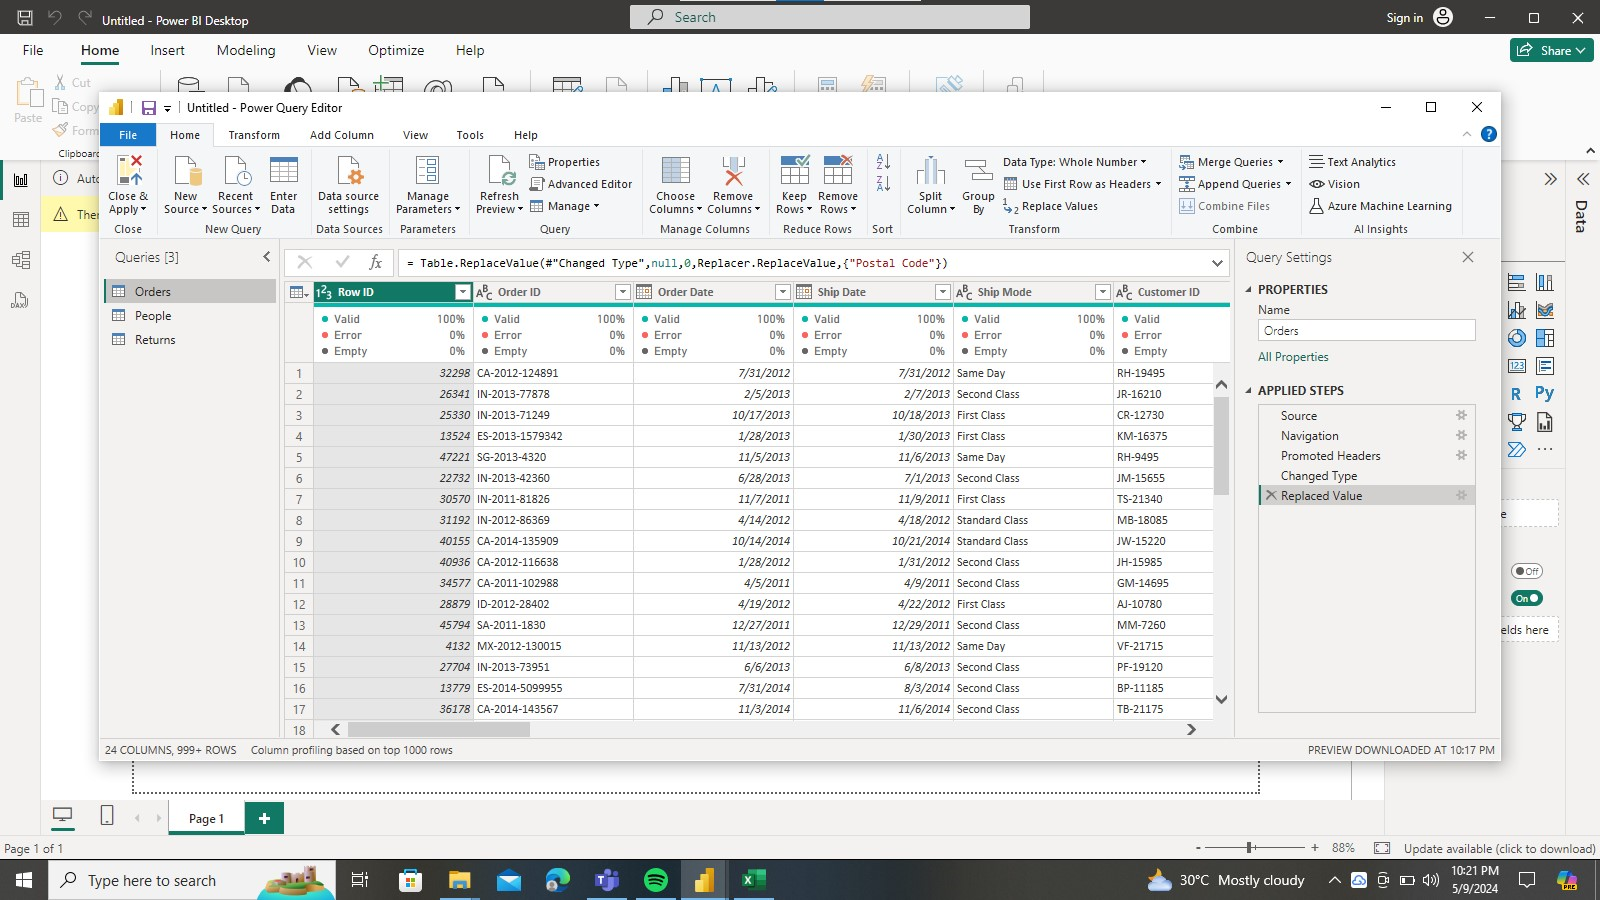 Untitled - Power BI Desktop
Search
Sign in
File Home Insert Modeling View Optimize Help
Share
Paste
Cut
Copy
Clipboard
Untitled - Power Query Editor
File Home Transform Add Column View Tools Help
Close & Apply
New Source
Recent Sources
Enter Data
Data source settings
Manage Parameters
Refresh Preview
Properties
Advanced Editor
Manage
Choose Columns
Remove Columns
Keep Rows
Remove Rows
Split Column
Group By
Data Type: Whole Number
Use First Row as Headers
Replace Values
Merge Queries
Append Queries
Combine Files
Text Analytics
Vision
Azure Machine Learning
Close New Query Data Sources Parameters Query Manage Columns Reduce Rows Sort Transform Combine AI Insights
Data
Queries [3]
Orders
People
Returns
fx = Table.ReplaceValue(#"Changed Type",null,0,Replacer.ReplaceValue,{"Postal Code"})
Row ID Order ID Order Date Ship Date Ship Mode Customer ID
Valid 100% Valid 100% Valid 100% Valid 100% Valid 100% Valid
Error 0% Error 0% Error 0% Error 0% Error 0% Error
Empty 0% Empty 0% Empty 0% Empty 0% Empty 0% Empty
1 32298 CA-2012-124891 7/31/2012 7/31/2012 Same Day RH-19495
2 26341 IN-2013-77878 2/5/2013 2/7/2013 Second Class JR-16210
3 25330 IN-2013-71249 10/17/2013 10/18/2013 First Class CR-12730
4 13524 ES-2013-1579342 1/28/2013 1/30/2013 First Class KM-16375
5 47221 SG-2013-4320 11/5/2013 11/6/2013 Same Day RH-9495
6 22732 IN-2013-42360 6/28/2013 7/1/2013 Second Class JM-15655
7 30570 IN-2011-81826 11/7/2011 11/9/2011 First Class TS-21340
8 31192 IN-2012-86369 4/14/2012 4/18/2012 Standard Class MB-18085
9 40155 CA-2014-135909 10/14/2014 10/21/2014 Standard Class JW-15220
10 40936 CA-2012-116638 1/28/2012 1/31/2012 Second Class JH-15985
11 34577 CA-2011-102988 4/5/2011 4/9/2011 Second Class GM-14695
12 28879 ID-2012-28402 4/19/2012 4/22/2012 First Class AJ-10780
13 45794 SA-2011-1830 12/27/2011 12/29/2011 Second Class MM-7260
14 4132 MX-2012-130015 11/13/2012 11/13/2012 Same Day VF-21715
15 27704 IN-2013-73951 6/6/2013 6/8/2013 Second Class PF-19120
16 13779 ES-2014-5099955 7/31/2014 8/3/2014 Second Class BP-11185
17 36178 CA-2014-143567 11/3/2014 11/6/2014 Second Class TB-21175
18
Query Settings
PROPERTIES
Name
Orders
All Properties
APPLIED STEPS
Source
Navigation
Promoted Headers
Changed Type
Replaced Value
R Py
Off
On
elds here
24 COLUMNS, 999+ ROWS Column profiling based on top 1000 rows PREVIEW DOWNLOADED AT 10:17 PM
Page 1
Page 1 of 1
88%
Update available (click to download)
Type here to search
30°C Mostly cloudy
10:21 PM
5/9/2024